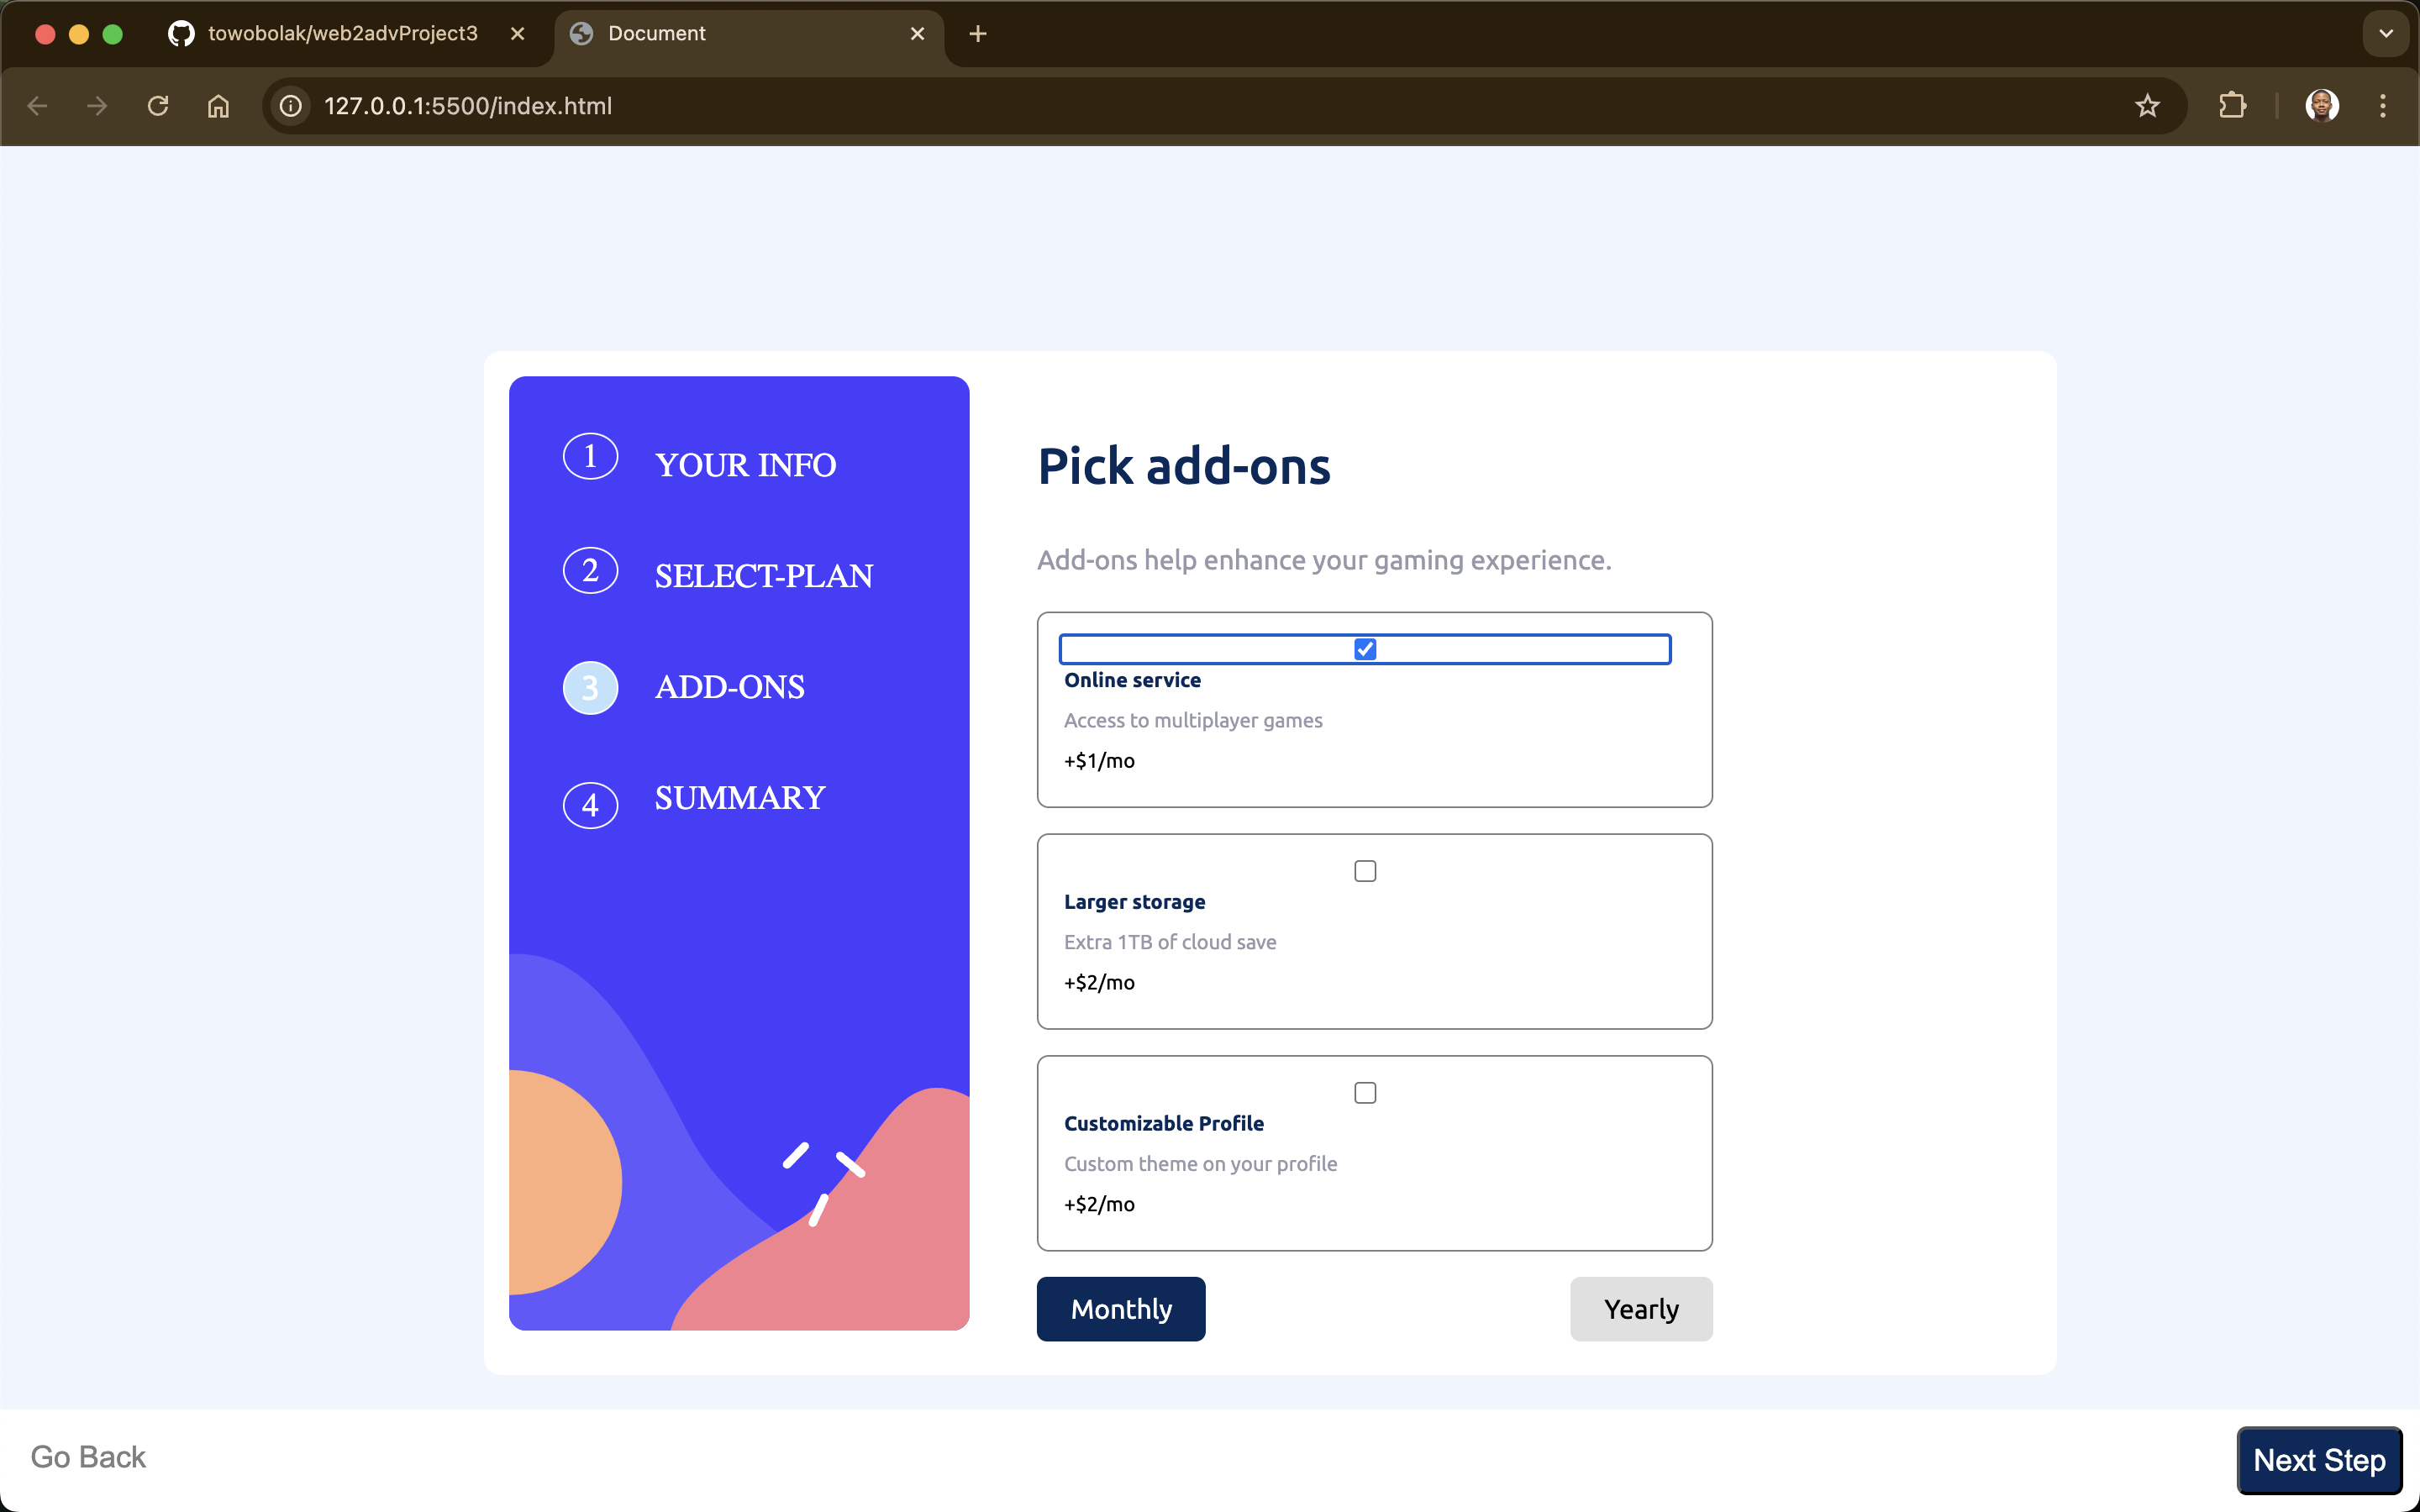 towobolak/web2advProject3
Document
127.0.0.1:5500/index.html
1 YOUR INFO
2 SELECT-PLAN
3 ADD-ONS
4 SUMMARY
Pick add-ons
Add-ons help enhance your gaming experience.
Online service
Access to multiplayer games
+$1/mo
Larger storage
Extra 1TB of cloud save
+$2/mo
Customizable Profile
Custom theme on your profile
+$2/mo
Monthly
Yearly
Go Back
Next Step